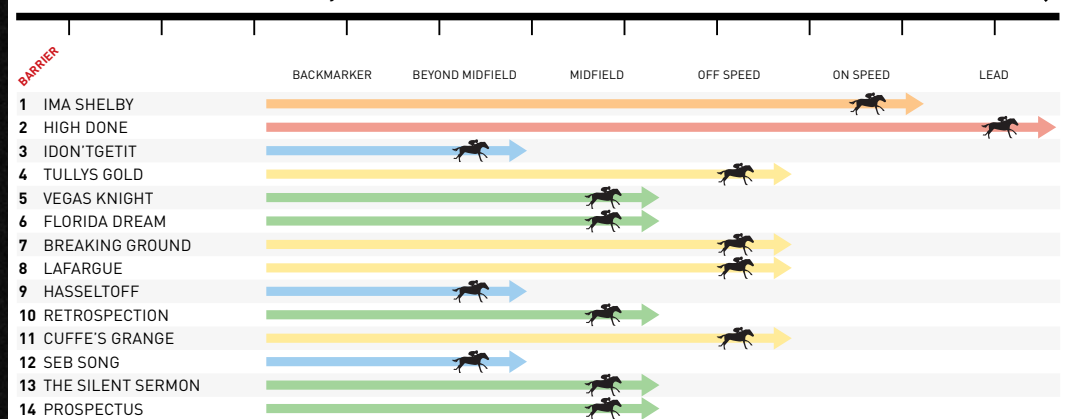 BARRIER
BACKMARKER BEYOND MIDFIELD MIDFIELD OFF SPEED ON SPEED LEAD
1 IMA SHELBY
2 HIGH DONE
3 IDON'TGETIT
4 TULLYS GOLD
5 VEGAS KNIGHT
6 FLORIDA DREAM
7 BREAKING GROUND
8 LAFARGUE
9 HASSELTOFF
10 RETROSPECTION
11 CUFFE'S GRANGE
12 SEB SONG
13 THE SILENT SERMON
14 PROSPECTUS